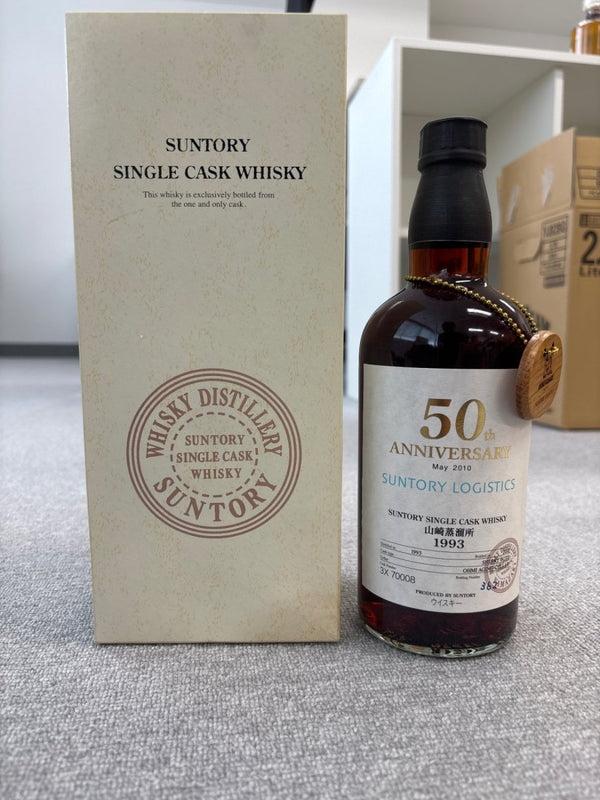 SUNTORY
SINGLE CASK WHISKY
This whisky is exclusively bottled from
the one and only cask.
WHISKY DISTILLERY
SUNTORY
SINGLE CASK
WHISKY
SUNTORY
50th
ANNIVERSARY
May 2010
SUNTORY LOGISTICS
SUNTORY SINGLE CASK WHISKY
山崎蒸溜所
1993
1993
3X 70008
PRODUCED BY SUNTORY
ウイスキー